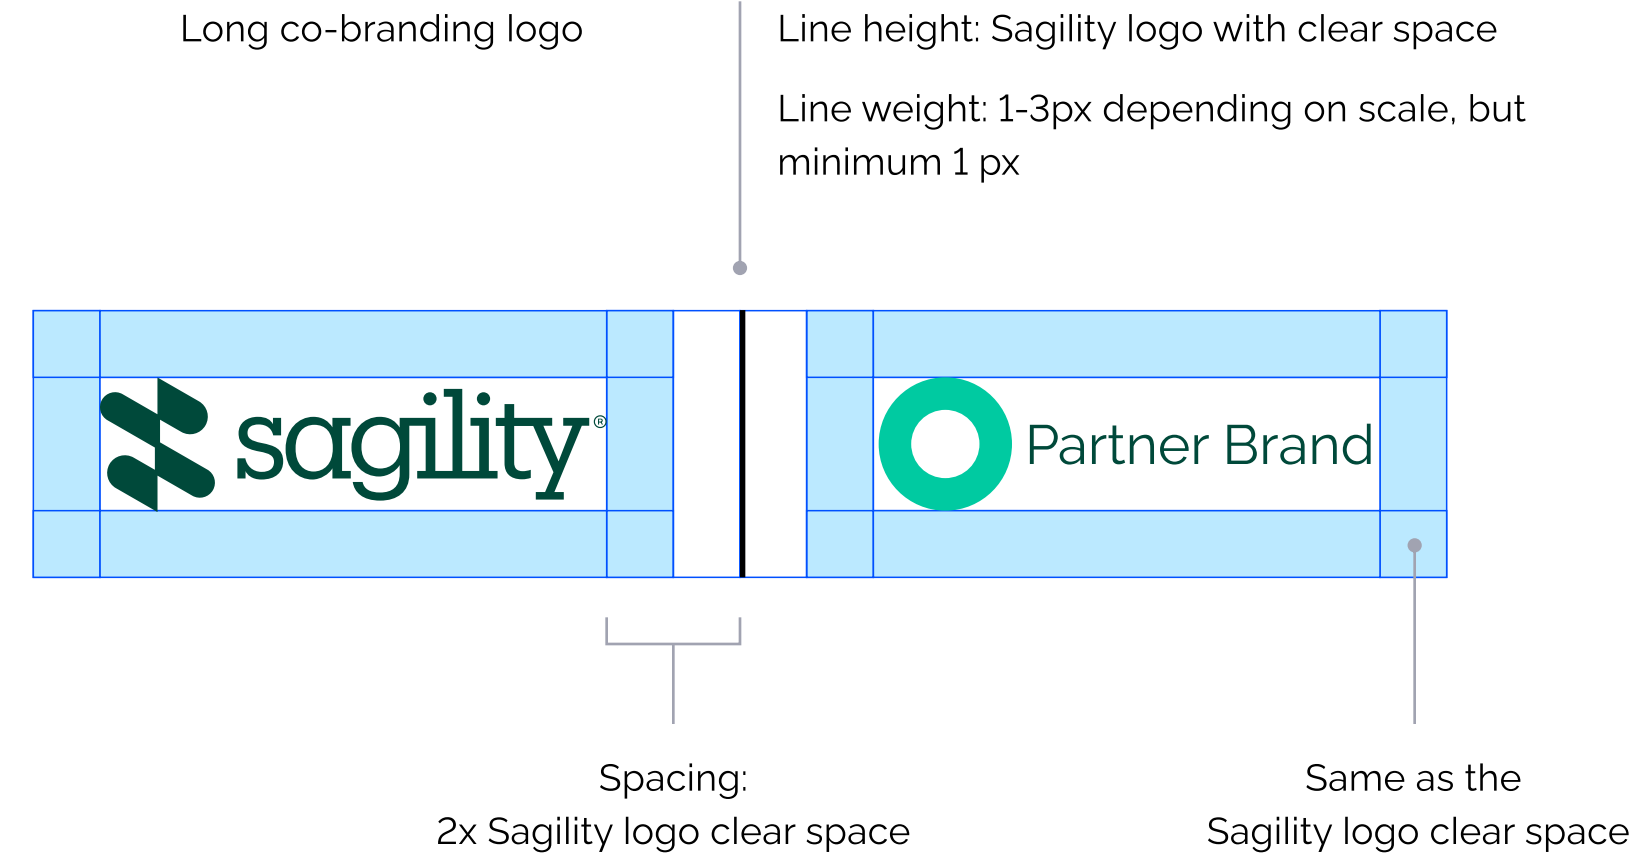 Long co-branding logo
Line height: Sagility logo with clear space
Line weight: 1-3px depending on scale, but
minimum 1 px
sagility®
Partner Brand
Spacing:
2x Sagility logo clear space
Same as the
Sagility logo clear space